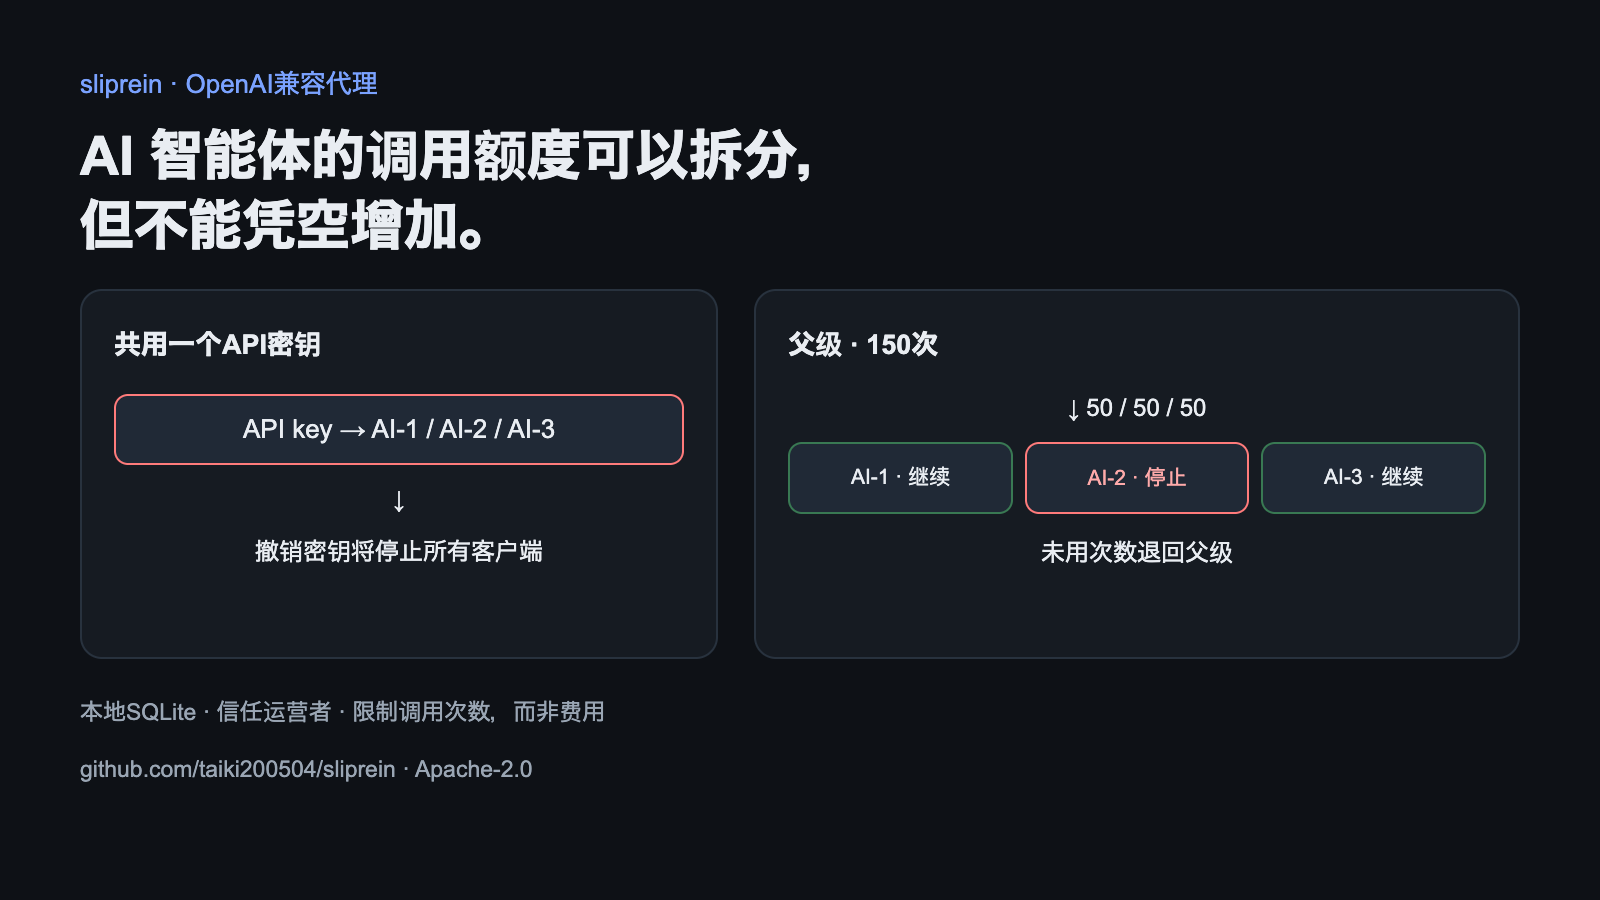 sliprein · OpenAI兼容代理
AI 智能体的调用额度可以拆分,
但不能凭空增加。
共用一个API密钥
API key → AI-1 / AI-2 / AI-3
↓
撤销密钥将停止所有客户端
父级 · 150次
↓ 50 / 50 / 50
AI-1 · 继续
AI-2 · 停止
AI-3 · 继续
未用次数退回父级
本地SQLite · 信任运营者 · 限制调用次数，而非费用
github.com/taiki200504/sliprein · Apache-2.0